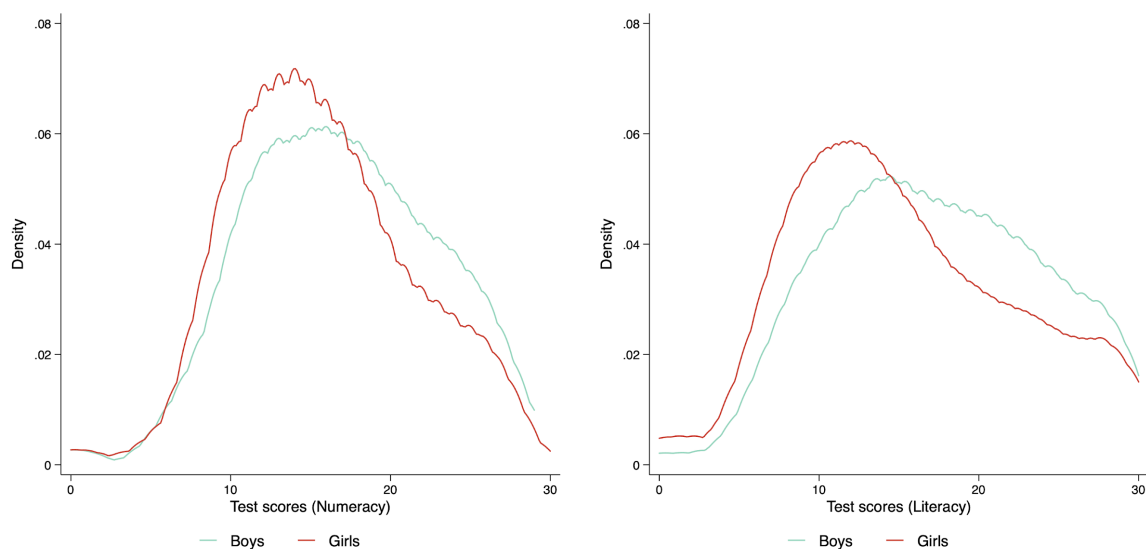 .08
.06
.04
.02
0
Density
0 10 20 30
Test scores (Numeracy)
Boys Girls
.08
.06
.04
.02
0
Density
0 10 20 30
Test scores (Literacy)
Boys Girls